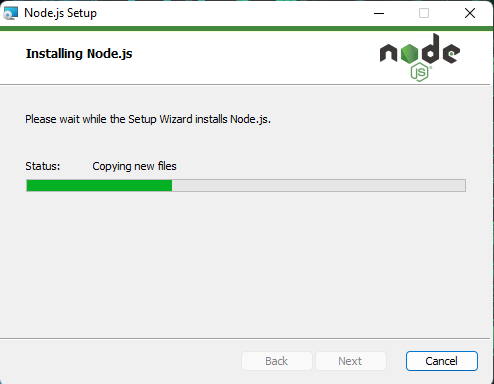 Node.js Setup
Installing Node.js
node
JS
Please wait while the Setup Wizard installs Node.js.
Status: Copying new files
Back Next Cancel